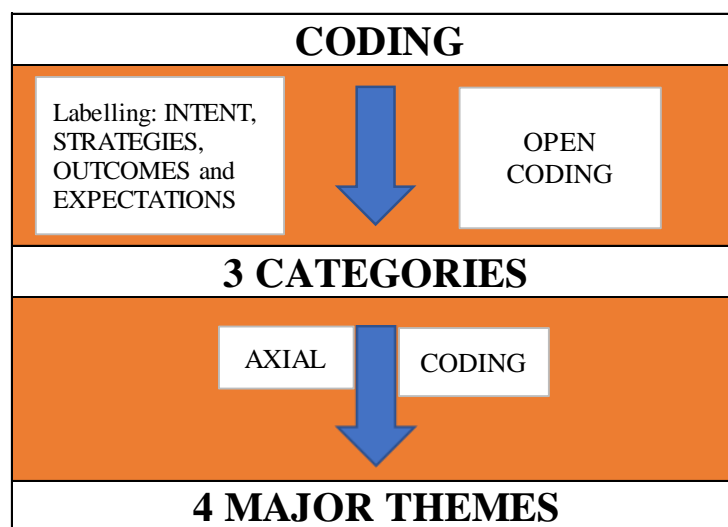 CODING
Labelling: INTENT,
STRATEGIES,
OUTCOMES and
EXPECTATIONS
OPEN
CODING
3 CATEGORIES
AXIAL
CODING
4 MAJOR THEMES